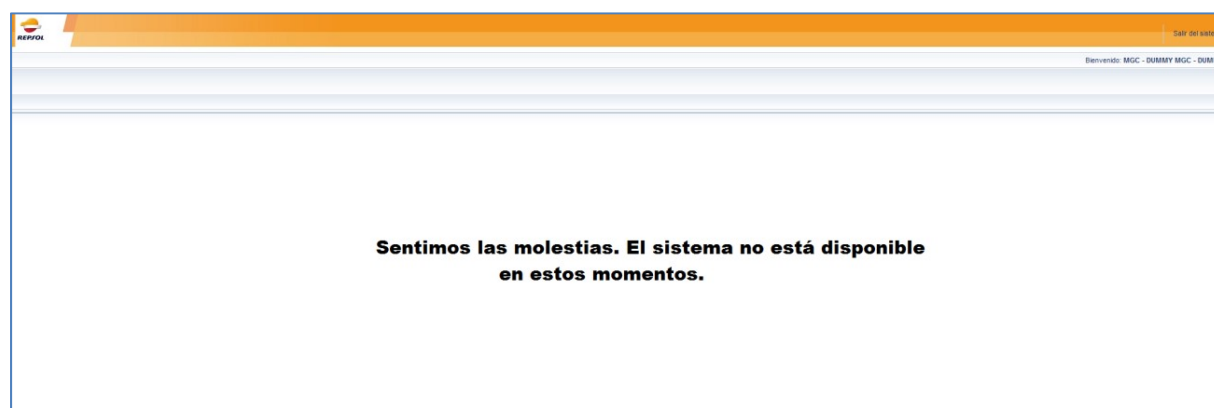 REPSOL
Salir del siste
Bienvenido: MGC - DUMMY MGC - DUM
Sentimos las molestias. El sistema no está disponible
en estos momentos.